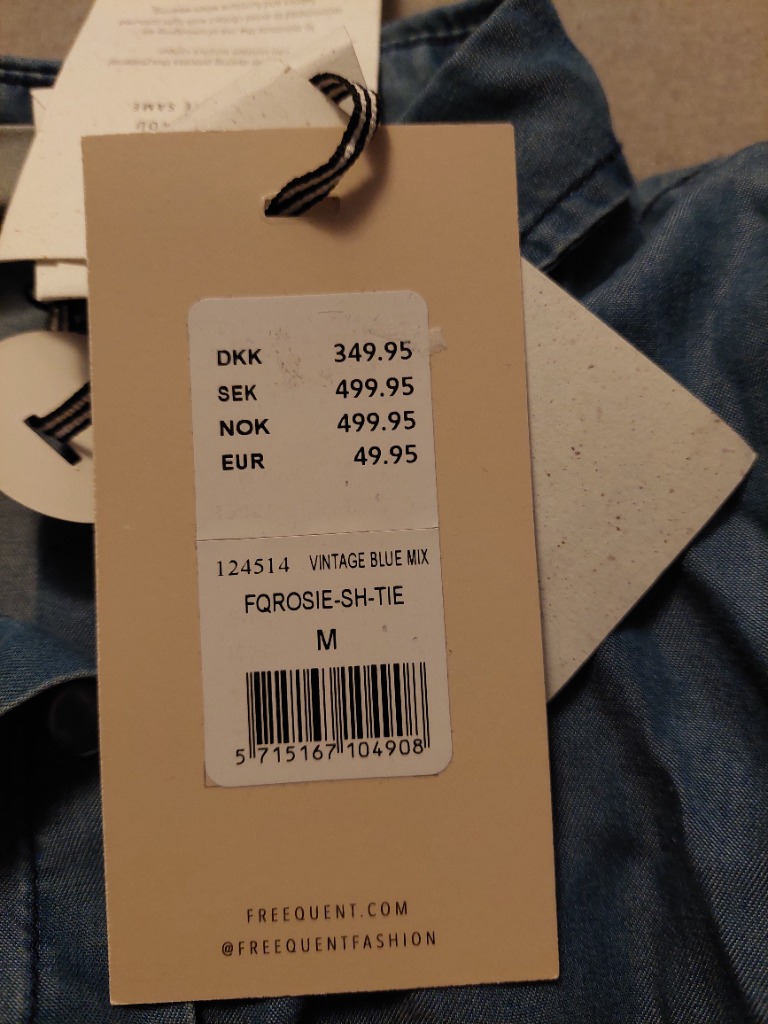 DKK 349.95
SEK 499.95
NOK 499.95
EUR 49.95
124514 VINTAGE BLUE MIX
FQROSIE-SH-TIE
M
5 715167 104908
FREEQUENT.COM
@FREEQUENTFASHION